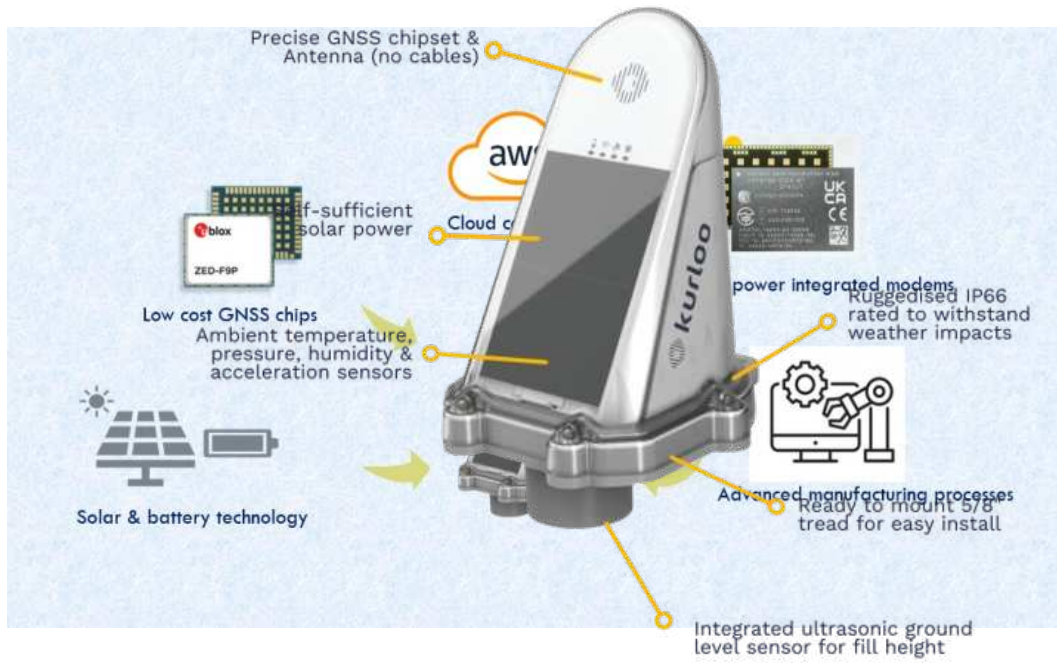 Precise GNSS chipset &
Antenna (no cables)
aws
Cloud
ublox
ZED-F9P
solar power
Low cost GNSS chips
UK
CA
CE
power integrated modems
kurloo
Ruggedised IP66
rated to withstand
weather impacts
Ambient temperature,
pressure, humidity &
acceleration sensors
Solar & battery technology
Advanced manufacturing processes
Ready to mount 5/8"
tread for easy install
Integrated ultrasonic ground
level sensor for fill height